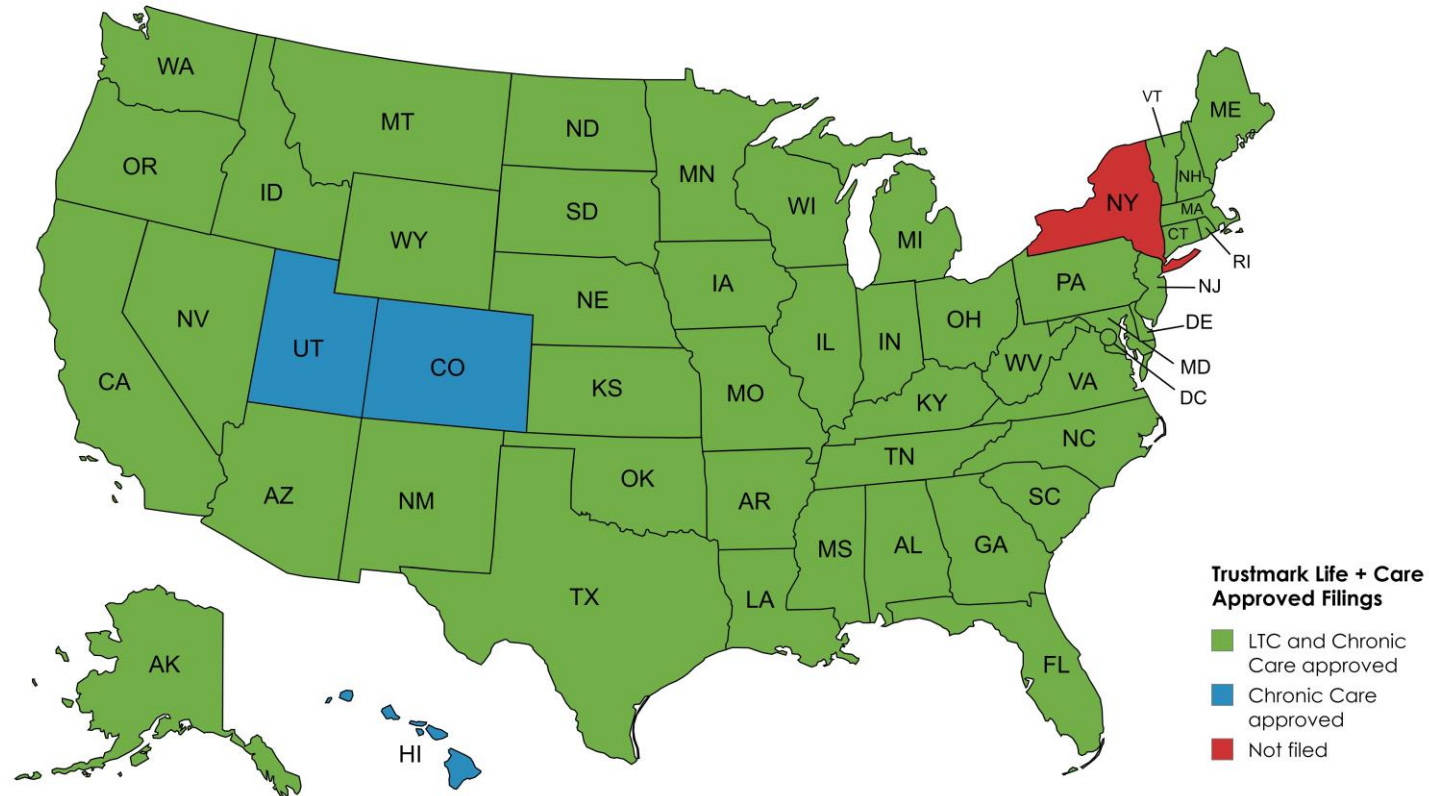 WA
MT
ND
MN
VT
ME
OR
ID
SD
WI
MI
NH
NY
MA
CT
RI
WY
IA
NE
PA
NJ
NV
UT
CO
IL
IN
OH
DE
MD
DC
CA
KS
MO
WV
VA
KY
NC
TN
AZ
NM
OK
AR
SC
MS
AL
GA
TX
LA
AK
HI
FL
Trustmark Life + Care
Approved Filings
LTC and Chronic
Care approved
Chronic Care
approved
Not filed